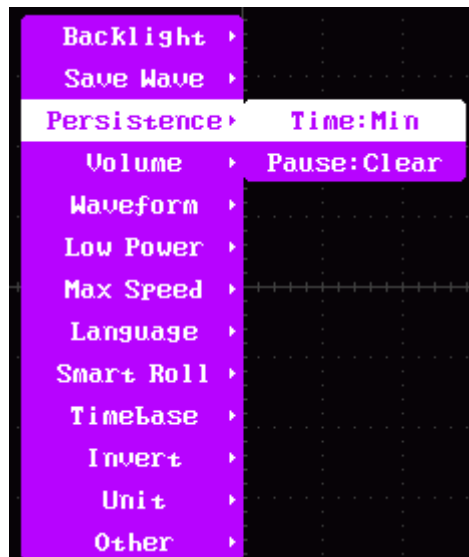 Backlight
Save Wave
Persistence
Time:Min
Volume
Pause:Clear
Waveform
Low Power
Max Speed
Language
Smart Roll
Timebase
Invert
Unit
Other